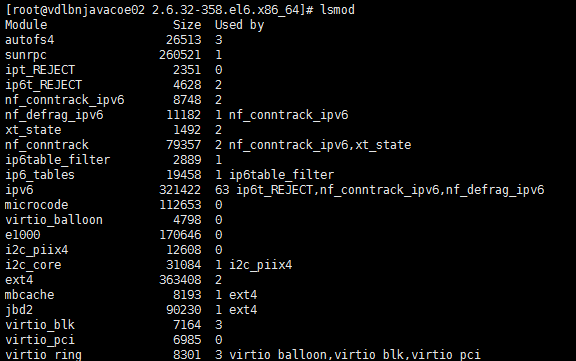 [root@vdlbnjavacoe02 2.6.32-358.el6.x86_64]# lsmod
Module Size Used by
autofs4 26513 3
sunrpc 260521 1
ipt_REJECT 2351 0
ip6t_REJECT 4628 2
nf_conntrack_ipv6 8748 2
nf_defrag_ipv6 11182 1 nf_conntrack_ipv6
xt_state 1492 2
nf_conntrack 79357 2 nf_conntrack_ipv6,xt_state
ip6table_filter 2889 1
ip6_tables 19458 1 ip6table_filter
ipv6 321422 63 ip6t_REJECT,nf_conntrack_ipv6,nf_defrag_ipv6
microcode 112653 0
virtio_balloon 4798 0
e1000 170646 0
i2c_piix4 12608 0
i2c_core 31084 1 i2c_piix4
ext4 363408 2
mbcache 8193 1 ext4
jbd2 90230 1 ext4
virtio_blk 7164 3
virtio_pci 6985 0
virtio_ring 8301 3 virtio_balloon,virtio_blk,virtio_pci